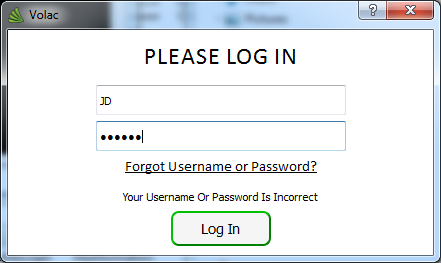 Volac
PLEASE LOG IN
JD
••••••
Forgot Username or Password?
Your Username Or Password Is Incorrect
Log In